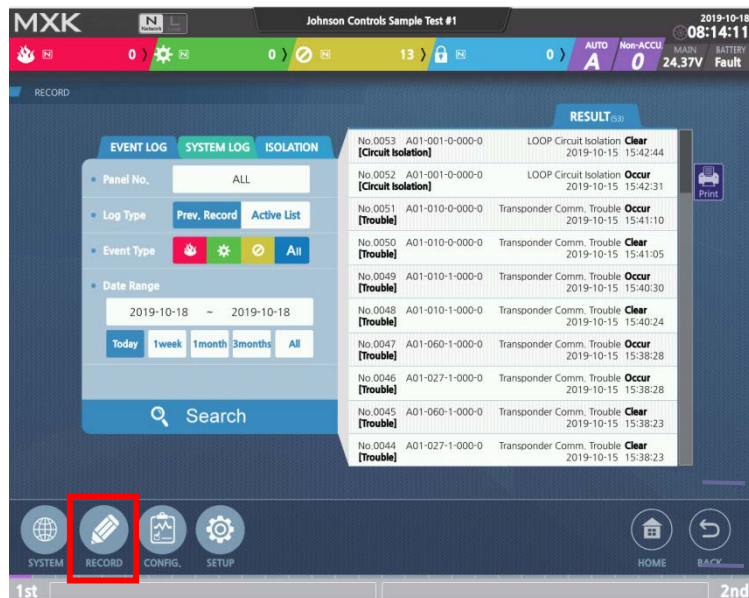 MXK
N Network
L
Johnson Controls Sample Test #1
2019-10-18
08:14:11
N 0 >
N 0 >
N 13 >
N 0 >
AUTO A
Non-ACCU. 0
MAIN 24.37V
BATTERY Fault
RECORD
RESULT(53)
EVENT LOG SYSTEM LOG ISOLATION
Panel No. ALL
Log Type Prev. Record Active List
Event Type All
Date Range
2019-10-18 ~ 2019-10-18
Today 1week 1month 3months All
Search
No.0053 A01-001-0-000-0 LOOP Circuit Isolation Clear
[Circuit Isolation] 2019-10-15 15:42:44
No.0052 A01-001-0-000-0 LOOP Circuit Isolation Occur
[Circuit Isolation] 2019-10-15 15:42:31
No.0051 A01-010-0-000-0 Transponder Comm. Trouble Occur
[Trouble] 2019-10-15 15:41:10
No.0050 A01-010-0-000-0 Transponder Comm. Trouble Clear
[Trouble] 2019-10-15 15:41:05
No.0049 A01-010-1-000-0 Transponder Comm. Trouble Occur
[Trouble] 2019-10-15 15:40:30
No.0048 A01-010-1-000-0 Transponder Comm. Trouble Clear
[Trouble] 2019-10-15 15:40:24
No.0047 A01-060-1-000-0 Transponder Comm. Trouble Occur
[Trouble] 2019-10-15 15:38:28
No.0046 A01-027-1-000-0 Transponder Comm. Trouble Occur
[Trouble] 2019-10-15 15:38:28
No.0045 A01-060-1-000-0 Transponder Comm. Trouble Clear
[Trouble] 2019-10-15 15:38:23
No.0044 A01-027-1-000-0 Transponder Comm. Trouble Clear
[Trouble] 2019-10-15 15:38:23
Print
SYSTEM RECORD CONFIG. SETUP HOME BACK
1st 2nd